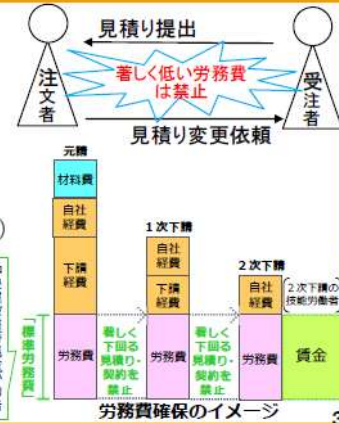 見積り提出
注文者
著しく低い労務費
は禁止
受注者
見積り変更依頼
元請
材料費
自社
経費
下請
経費
労務費
1次下請
自社
経費
下請
経費
労務費
2次下請
自社
経費
労務費
2次下請の
技能労働者
賃金
「標準労務費」
著しく
下回る
見積り・
契約を
禁止
著しく
下回る
見積り・
契約を
禁止
労務費確保のイメージ
3